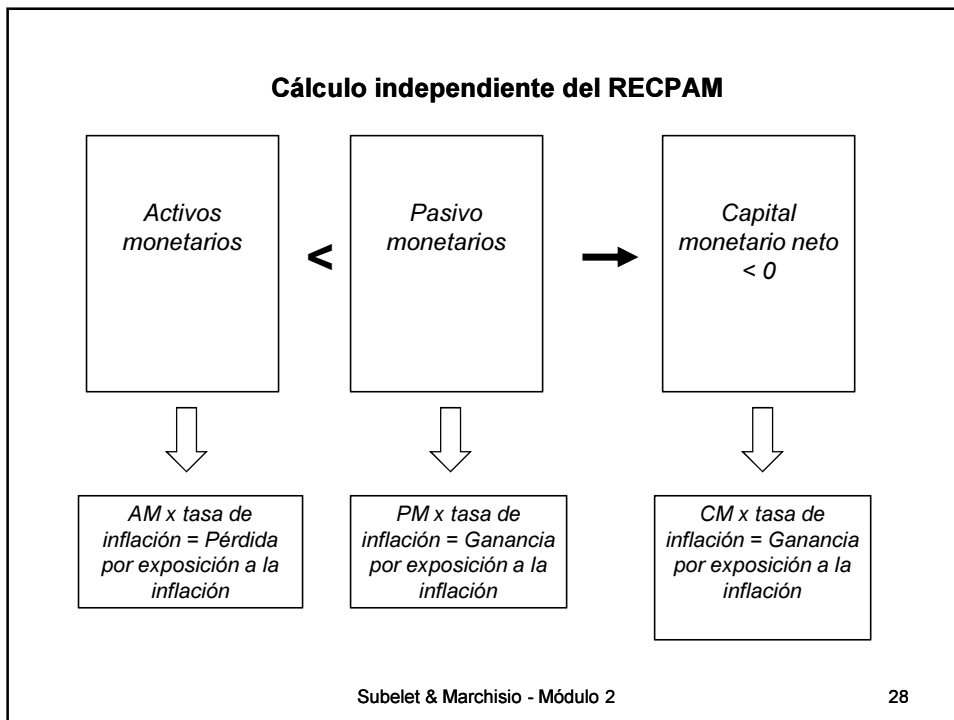 Cálculo independiente del RECPAM
Activos
monetarios
<
Pasivo
monetarios
Capital
monetario neto
< 0
AM x tasa de
inflación = Pérdida
por exposición a la
inflación
PM x tasa de
inflación = Ganancia
por exposición a la
inflación
CM x tasa de
inflación = Ganancia
por exposición a la
inflación
Subelet & Marchisio - Módulo 2
28